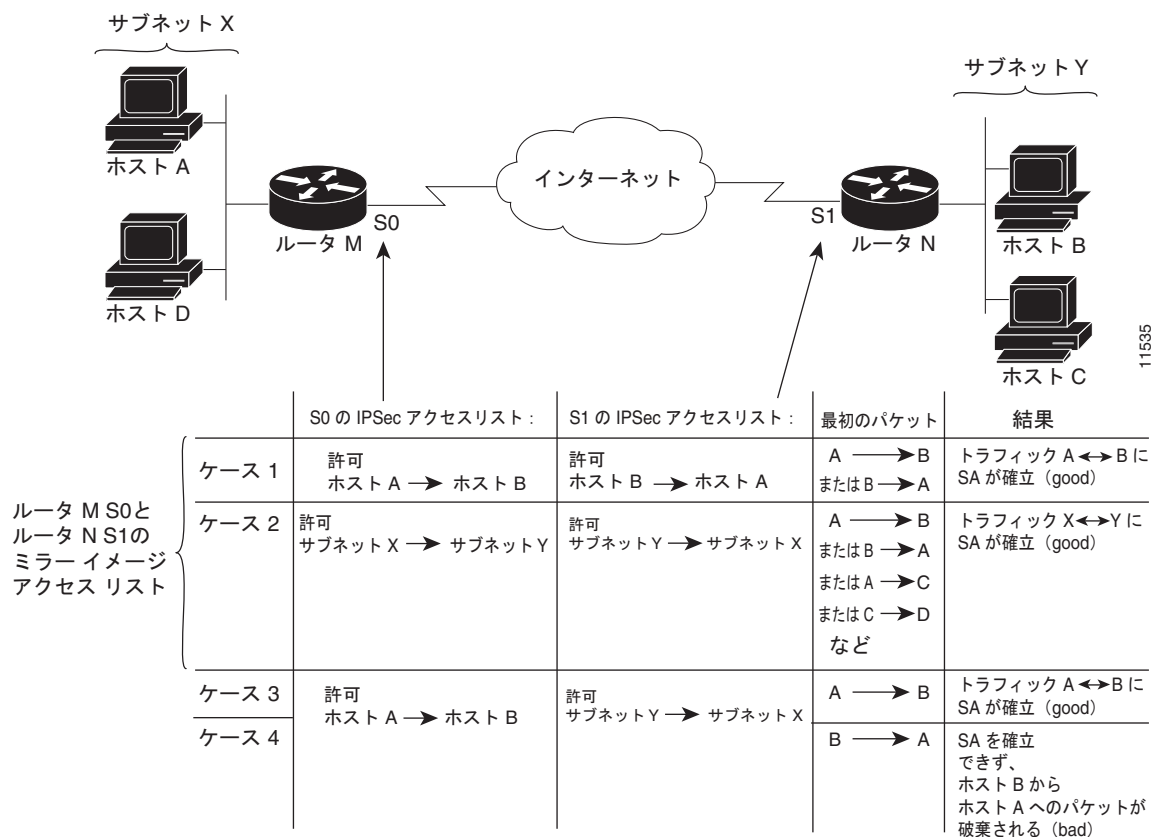 サブネット X
サブネット Y
ホスト A
インターネット
S0
S1
ルータ M
ルータ N
ホスト B
ホスト D
ホスト C
11535
S0 の IPSec アクセスリスト :
S1 の IPSec アクセスリスト :
最初のパケット
結果
ルータ M S0と
ルータ N S1の
ミラー イメージ
アクセス リスト
ケース 1
許可
ホスト A → ホスト B
許可
ホスト B → ホスト A
A → B
または B → A
トラフィック A ↔ B に
SA が確立（good）
ケース 2
許可
サブネット X → サブネット Y
許可
サブネット Y → サブネット X
A → B
または B → A
または A → C
または C → D
など
トラフィック X ↔ Y に
SA が確立（good）
ケース 3
許可
ホスト A → ホスト B
許可
サブネット Y → サブネット X
A → B
トラフィック A ↔ B に
SA が確立（good）
ケース 4
B → A
SA を確立
できず、
ホスト B から
ホスト A へのパケットが
破棄される（bad）